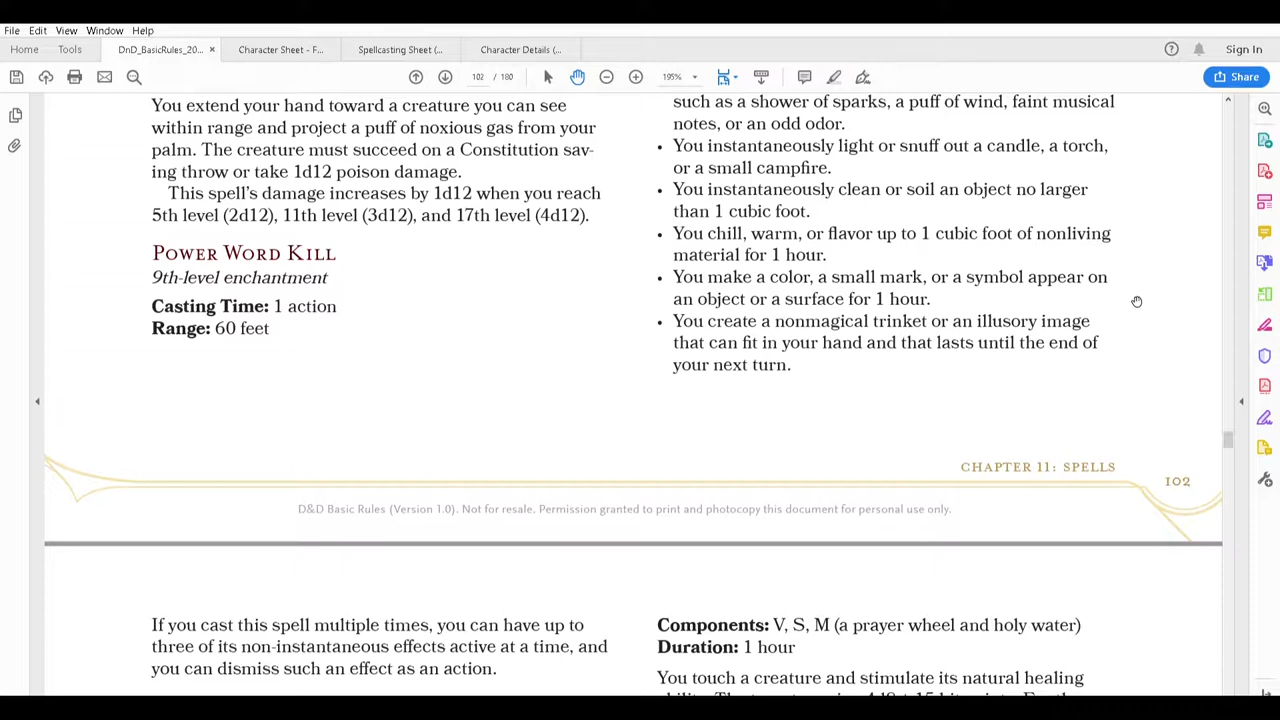 File Edit View Window Help
Home Tools DnD_BasicRules_20... × Character Sheet - F... Spellcasting Sheet (... Character Details (... Sign In
102 / 180 195% Share
You extend your hand toward a creature you can see
within range and project a puff of noxious gas from your
palm. The creature must succeed on a Constitution sav-
ing throw or take 1d12 poison damage.
This spell's damage increases by 1d12 when you reach
5th level (2d12), 11th level (3d12), and 17th level (4d12).
Power Word Kill
9th-level enchantment
Casting Time: 1 action
Range: 60 feet
such as a shower of sparks, a puff of wind, faint musical
notes, or an odd odor.
• You instantaneously light or snuff out a candle, a torch,
or a small campfire.
• You instantaneously clean or soil an object no larger
than 1 cubic foot.
• You chill, warm, or flavor up to 1 cubic foot of nonliving
material for 1 hour.
• You make a color, a small mark, or a symbol appear on
an object or a surface for 1 hour.
• You create a nonmagical trinket or an illusory image
that can fit in your hand and that lasts until the end of
your next turn.
CHAPTER 11: SPELLS
102
D&D Basic Rules (Version 1.0). Not for resale. Permission granted to print and photocopy this document for personal use only.
If you cast this spell multiple times, you can have up to
three of its non-instantaneous effects active at a time, and
you can dismiss such an effect as an action.
Components: V, S, M (a prayer wheel and holy water)
Duration: 1 hour
You touch a creature and stimulate its natural healing